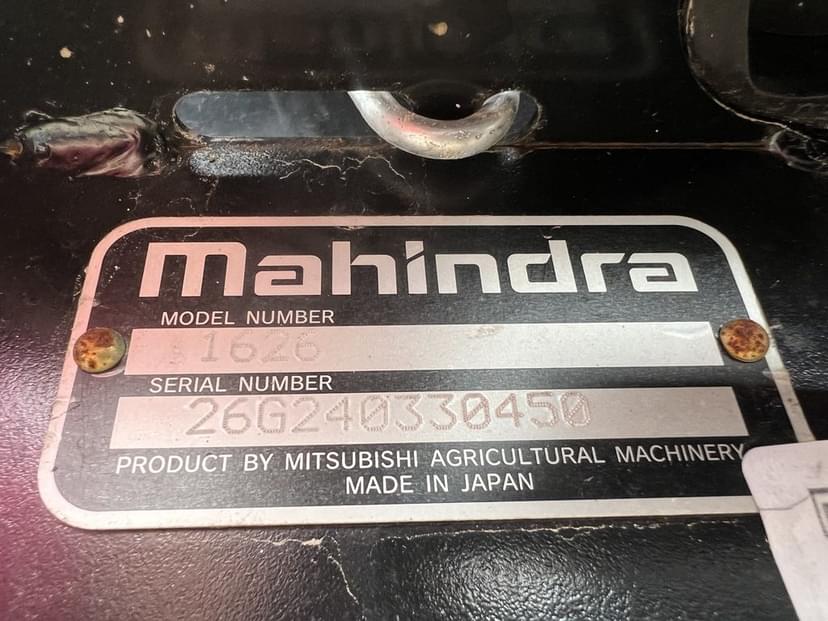 mahindra
MODEL NUMBER
1626
SERIAL NUMBER
26G240330450
PRODUCT BY MITSUBISHI AGRICULTURAL MACHINERY
MADE IN JAPAN